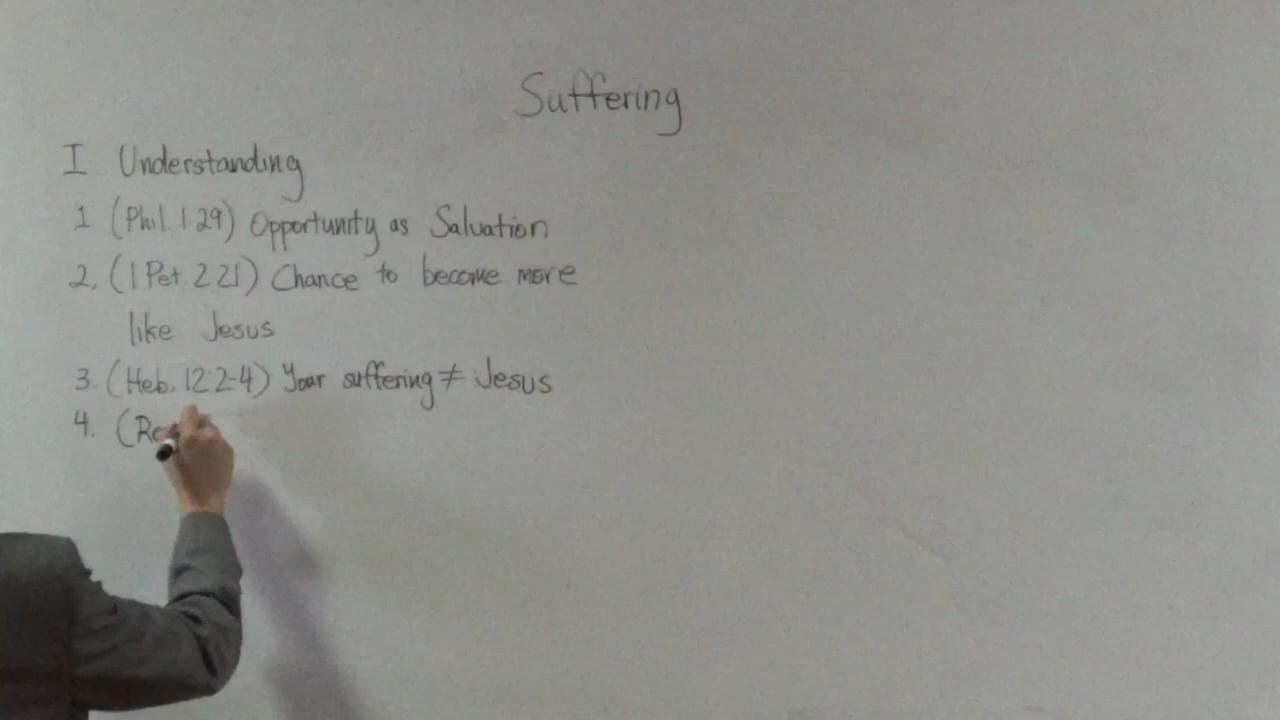 Suffering
I Understanding
1 (Phil. 1:29) Opportunity as Salvation
2. (1 Pet. 2:21) Chance to become more
like Jesus
3. (Heb. 12:2-4) Your suffering ≠ Jesus
4. (Ro